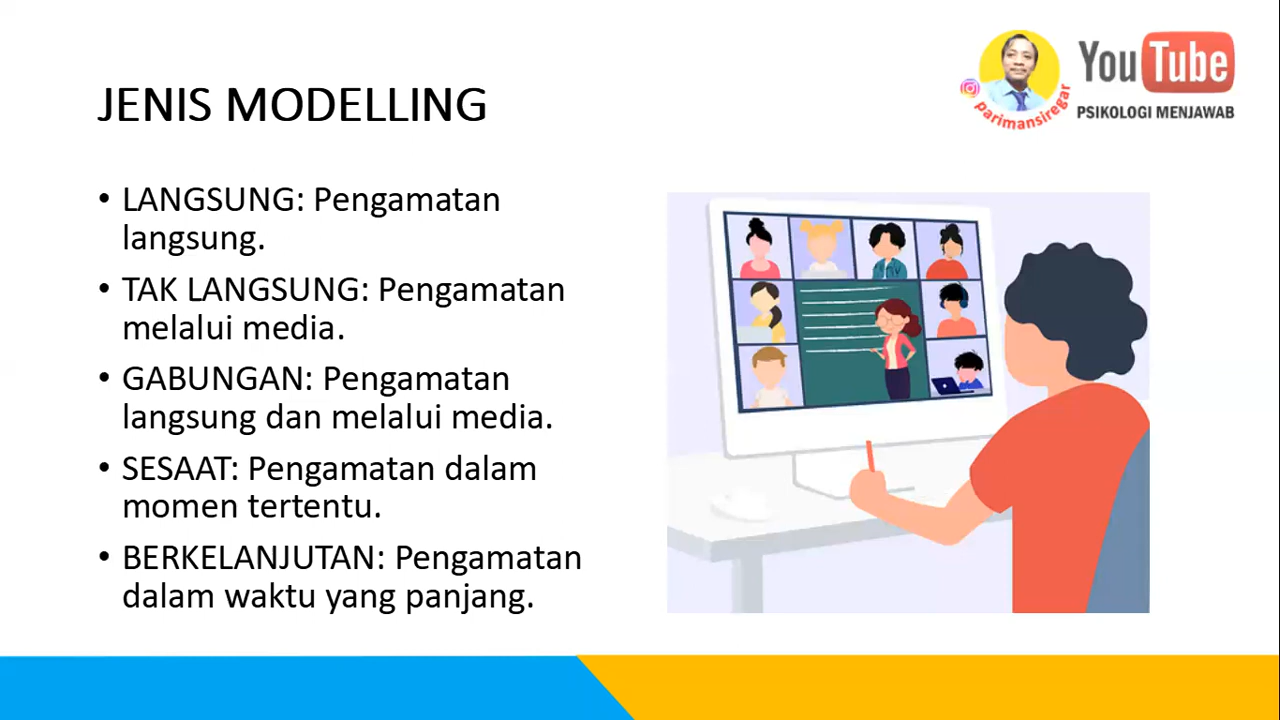 JENIS MODELLING
YouTube
PSIKOLOGI MENJAWAB
parimansiregar
• LANGSUNG: Pengamatan
langsung.
• TAK LANGSUNG: Pengamatan
melalui media.
• GABUNGAN: Pengamatan
langsung dan melalui media.
• SESAAT: Pengamatan dalam
momen tertentu.
• BERKELANJUTAN: Pengamatan
dalam waktu yang panjang.